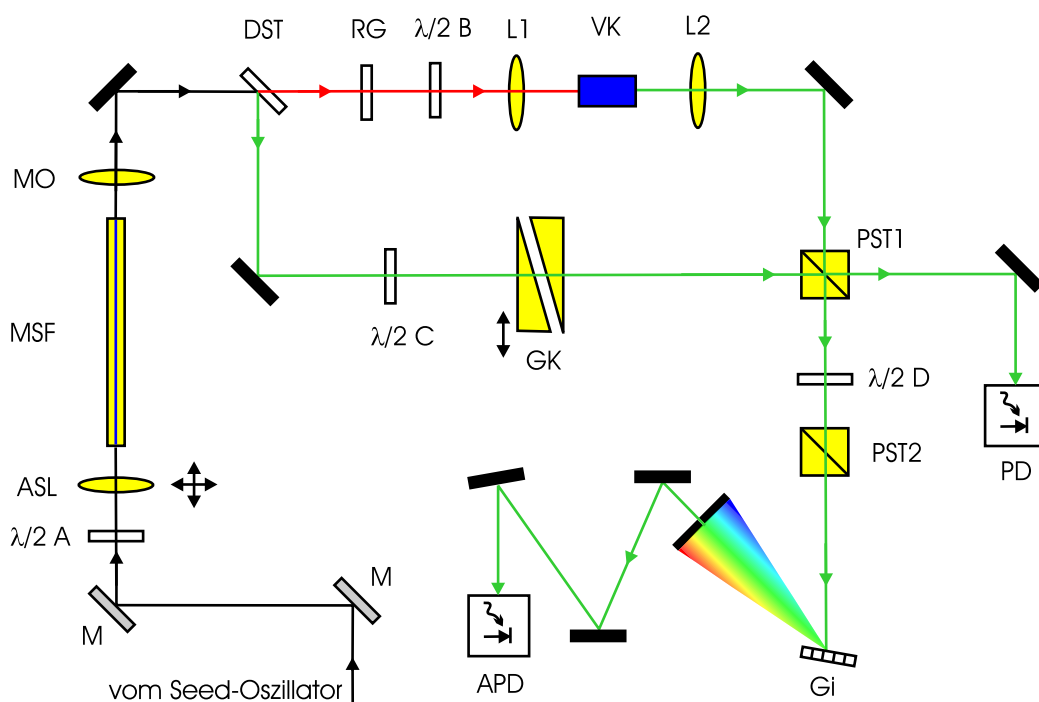 DST
RG
λ/2 B
L1
VK
L2
MO
PST1
MSF
λ/2 C
GK
λ/2 D
PST2
PD
ASL
λ/2 A
M
M
vom Seed-Oszillator
APD
Gi